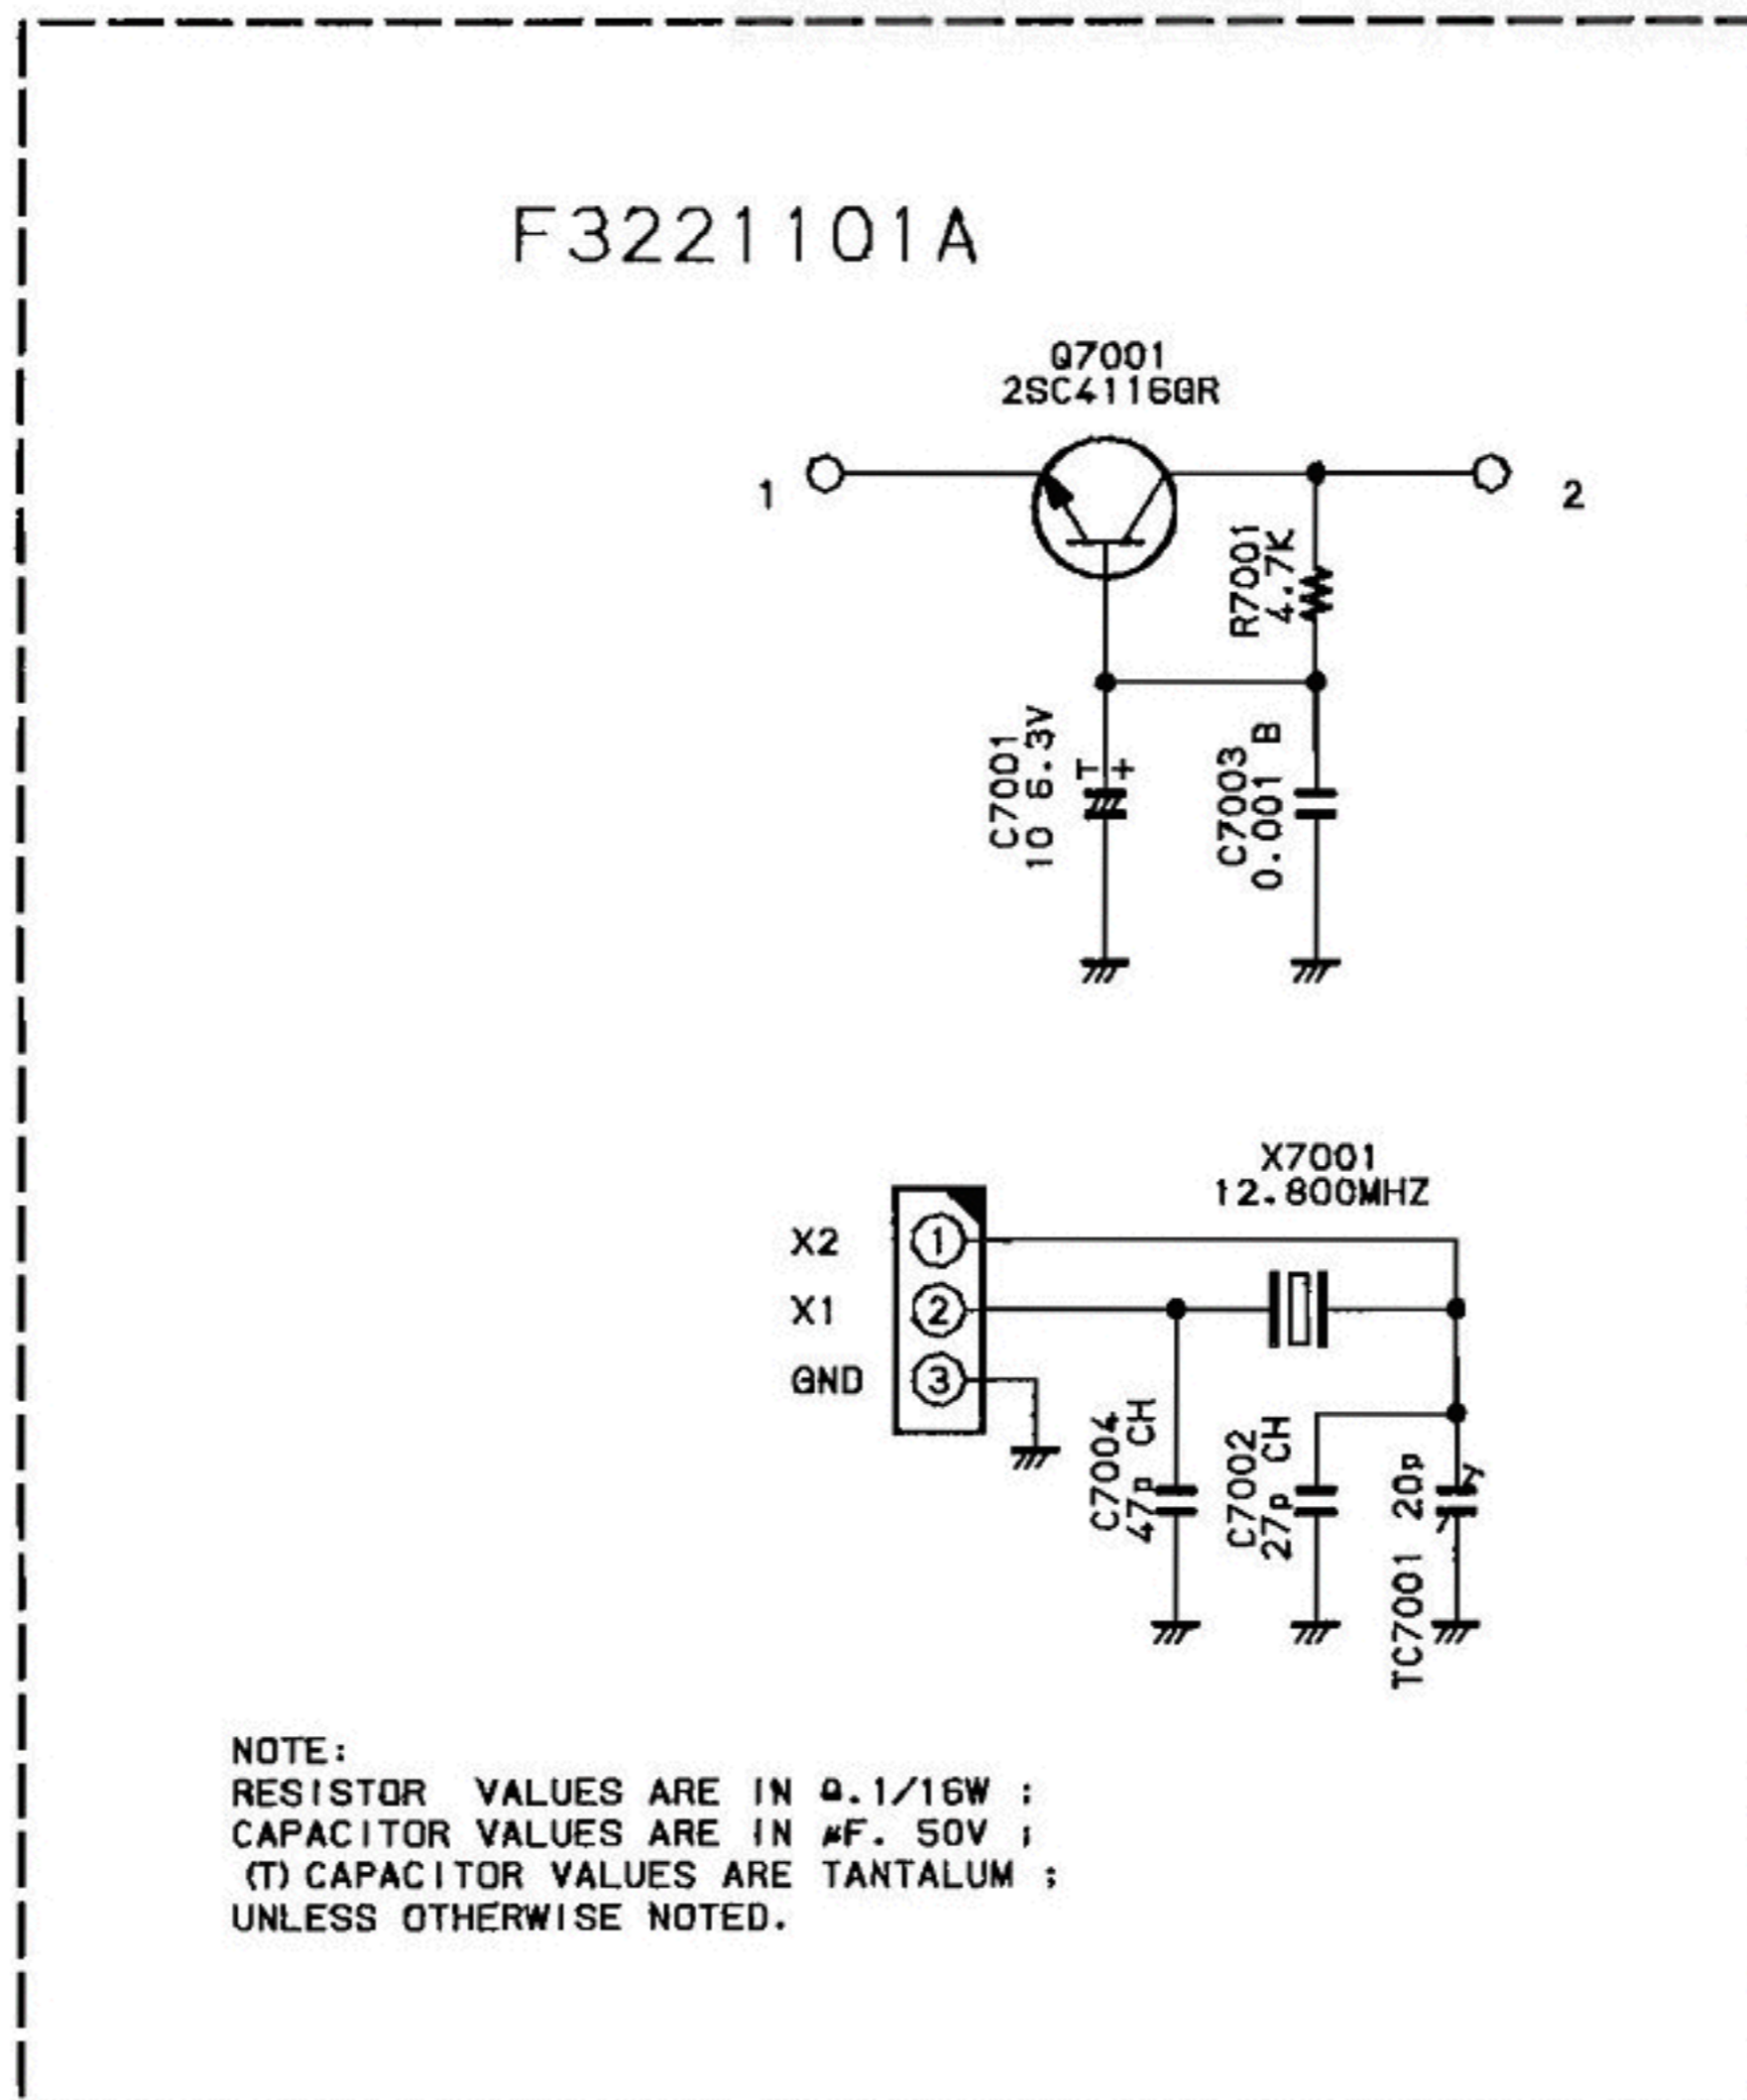 F3221101A
Q7001
2SC4116GR
1
2
R7001
4.7K
C7001
10 6.3V
T +
C7003
0.001 B
X7001
12.800MHZ
X2
1
X1
2
GND
3
C7004
47p CH
C7002
27p CH
TC7001 20p
NOTE:
RESISTOR VALUES ARE IN Ω.1/16W ;
CAPACITOR VALUES ARE IN µF. 50V ;
(T) CAPACITOR VALUES ARE TANTALUM ;
UNLESS OTHERWISE NOTED.